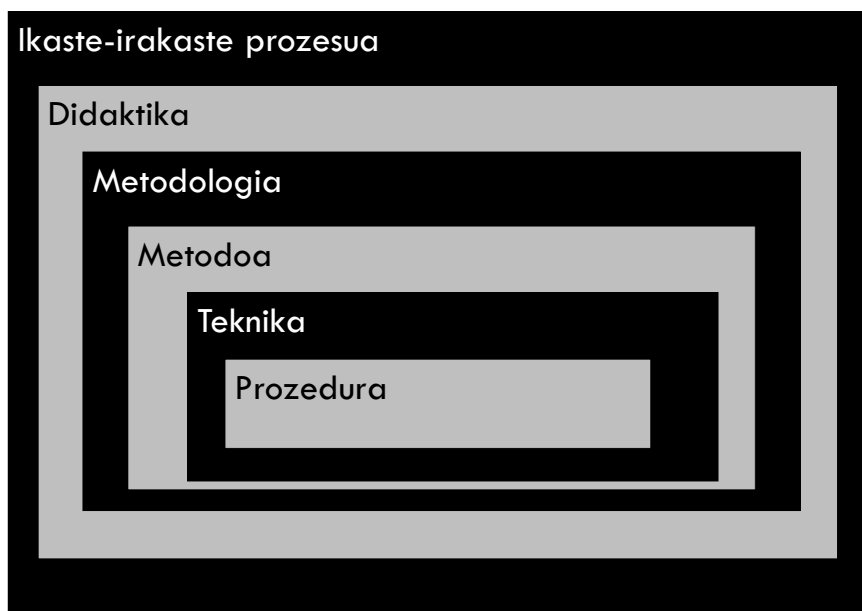 Ikaste-irakaste prozesua
Didaktika
Metodologia
Metodoa
Teknika
Prozedura